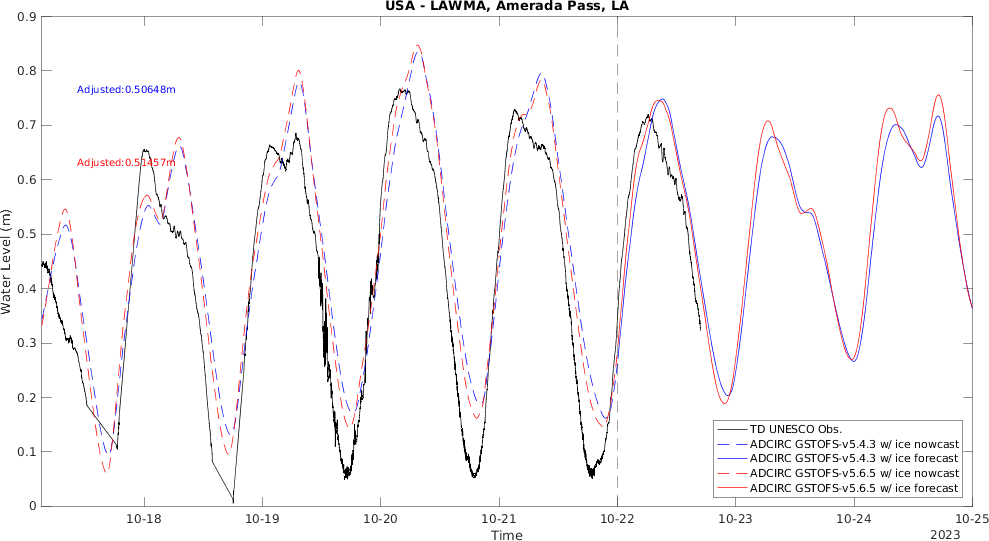 USA - LAWMA, Amerada Pass, LA
0.9
0.8
0.7
0.6
0.5
0.4
0.3
0.2
0.1
0
Water Level (m)
Adjusted:0.50648m
Adjusted:0.51457m
TD UNESCO Obs.
ADCIRC GSTOFS-v5.4.3 w/ ice nowcast
ADCIRC GSTOFS-v5.4.3 w/ ice forecast
ADCIRC GSTOFS-v5.6.5 w/ ice nowcast
ADCIRC GSTOFS-v5.6.5 w/ ice forecast
10-18 10-19 10-20 10-21 10-22 10-23 10-24 10-25
Time
2023